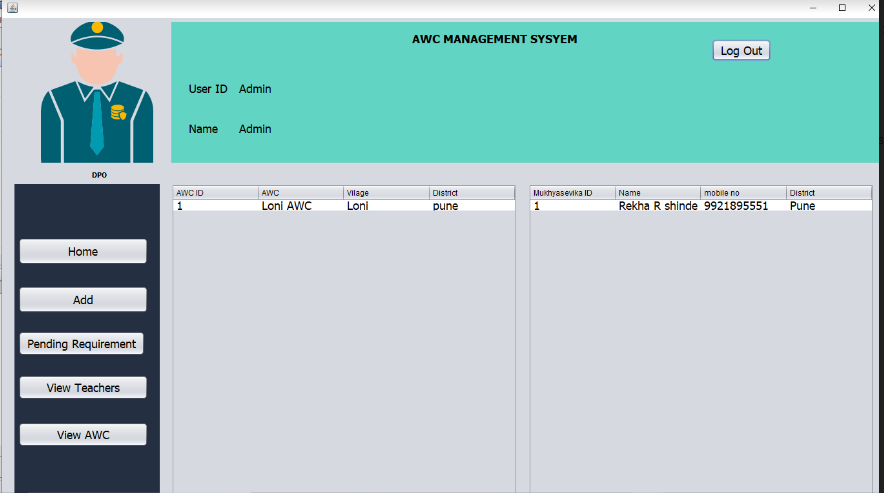 AWC MANAGEMENT SYSYEM
Log Out
User ID Admin
Name Admin
DPO
AWC ID AWC Vilage District
1 Loni AWC Loni pune
Mukhyasevika ID Name mobile no District
1 Rekha R shinde 9921895551 Pune
Home
Add
Pending Requirement
View Teachers
View AWC